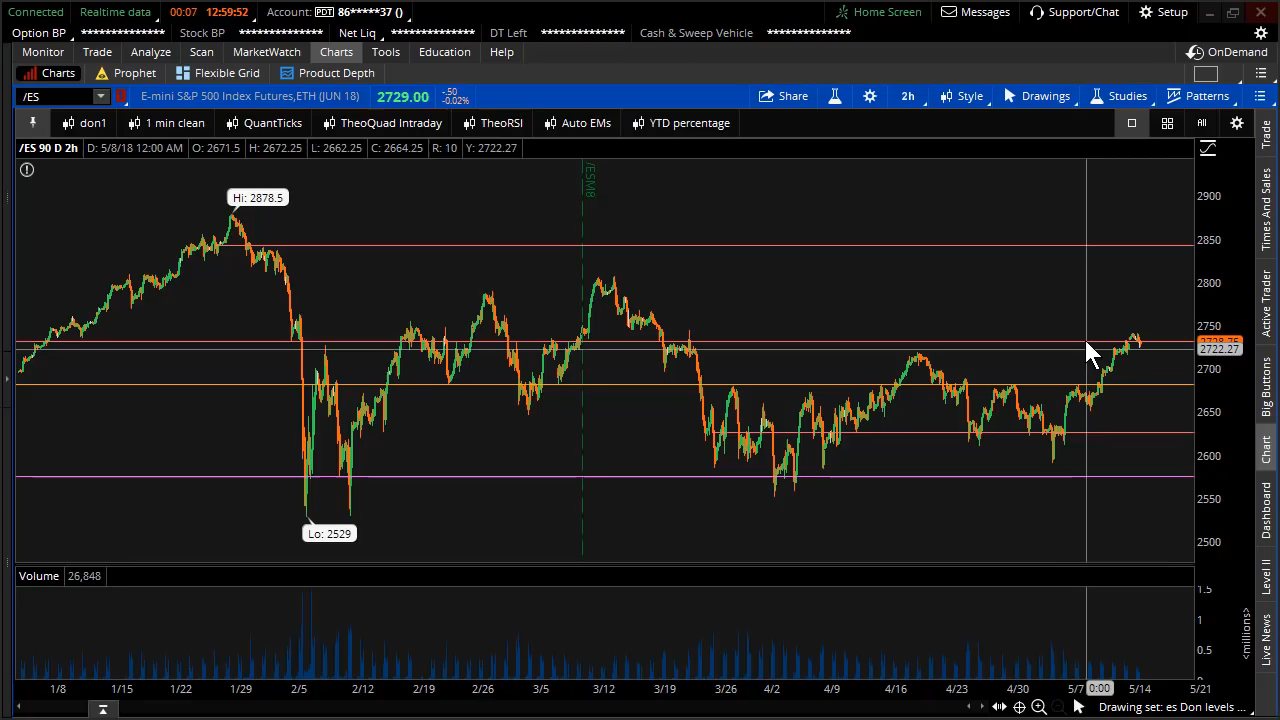 Connected Realtime data 00:07 12:59:52 Account: PDT 86*****37 () Home Screen Messages Support/Chat Setup
Option BP ************** Stock BP ************** Net Liq ************** DT Left ************** Cash & Sweep Vehicle **************
Monitor Trade Analyze Scan MarketWatch Charts Tools Education Help OnDemand
Charts Prophet Flexible Grid Product Depth
/ES E-mini S&P 500 Index Futures,ETH (JUN 18) 2729.00 -.50 -0.02% Share 2h Style Drawings Studies Patterns
don1 1 min clean QuantTicks TheoQuad Intraday TheoRSI Auto EMs YTD percentage All
/ES 90 D 2h D: 5/8/18 12:00 AM O: 2671.5 H: 2672.25 L: 2662.25 C: 2664.25 R: 10 Y: 2722.27
/ESM8
Hi: 2878.5
Lo: 2529
2900
2850
2800
2750
2722.27
2700
2650
2600
2550
2500
Volume 26,848
1.5
1
0.5
0
<millions>
1/8 1/15 1/22 1/29 2/5 2/12 2/19 2/26 3/5 3/12 3/19 3/26 4/2 4/9 4/16 4/23 4/30 5/7 0:00 5/14 5/21
Drawing set: es Don levels ...
Trade
Times And Sales
Active Trader
Big Buttons
Chart
Dashboard
Level II
Live News